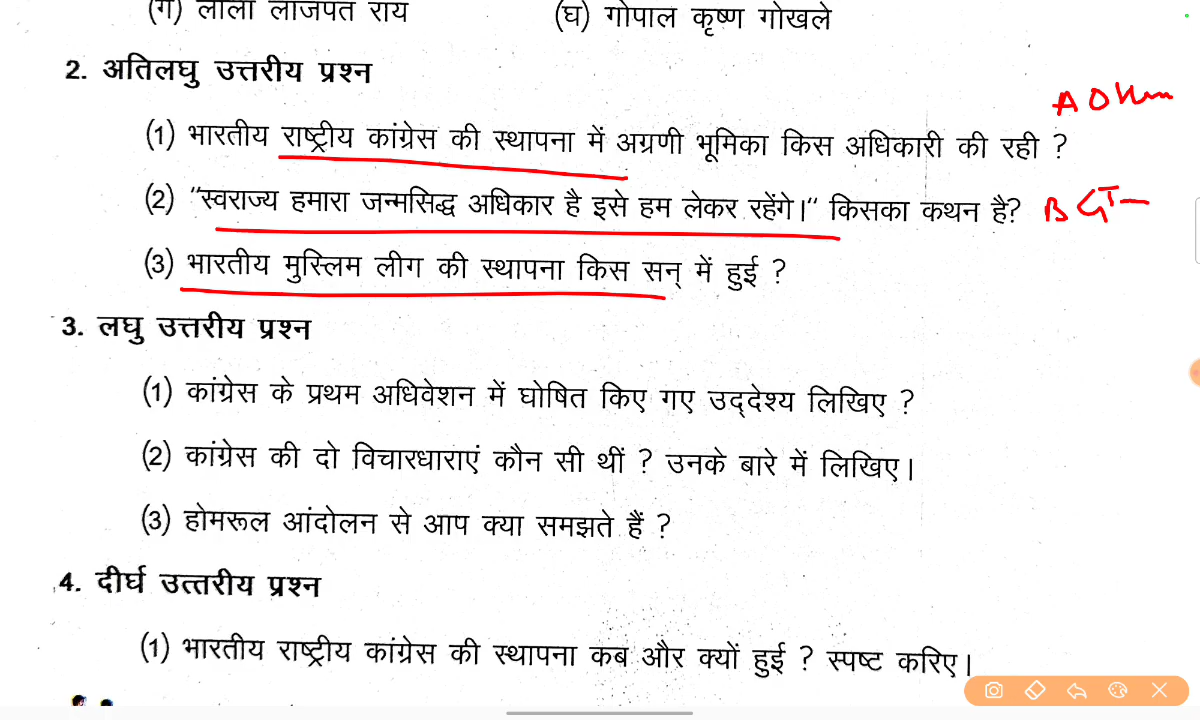 (ग) लाला लाजपत राय (घ) गोपाल कृष्ण गोखले
2. अतिलघु उत्तरीय प्रश्न
A O Hum
(1) भारतीय राष्ट्रीय कांग्रेस की स्थापना में अग्रणी भूमिका किस अधिकारी की रही ?
(2) "स्वराज्य हमारा जन्मसिद्ध अधिकार है इसे हम लेकर रहेंगे।" किसका कथन है? B G T
(3) भारतीय मुस्लिम लीग की स्थापना किस सन् में हुई ?
3. लघु उत्तरीय प्रश्न
(1) कांग्रेस के प्रथम अधिवेशन में घोषित किए गए उद्‌देश्य लिखिए ?
(2) कांग्रेस की दो विचारधाराएं कौन सी थीं ? उनके बारे में लिखिए।
(3) होमरूल आंदोलन से आप क्या समझते हैं ?
4. दीर्घ उत्तरीय प्रश्न
(1) भारतीय राष्ट्रीय कांग्रेस की स्थापना कब और क्यों हुई ? स्पष्ट करिए।